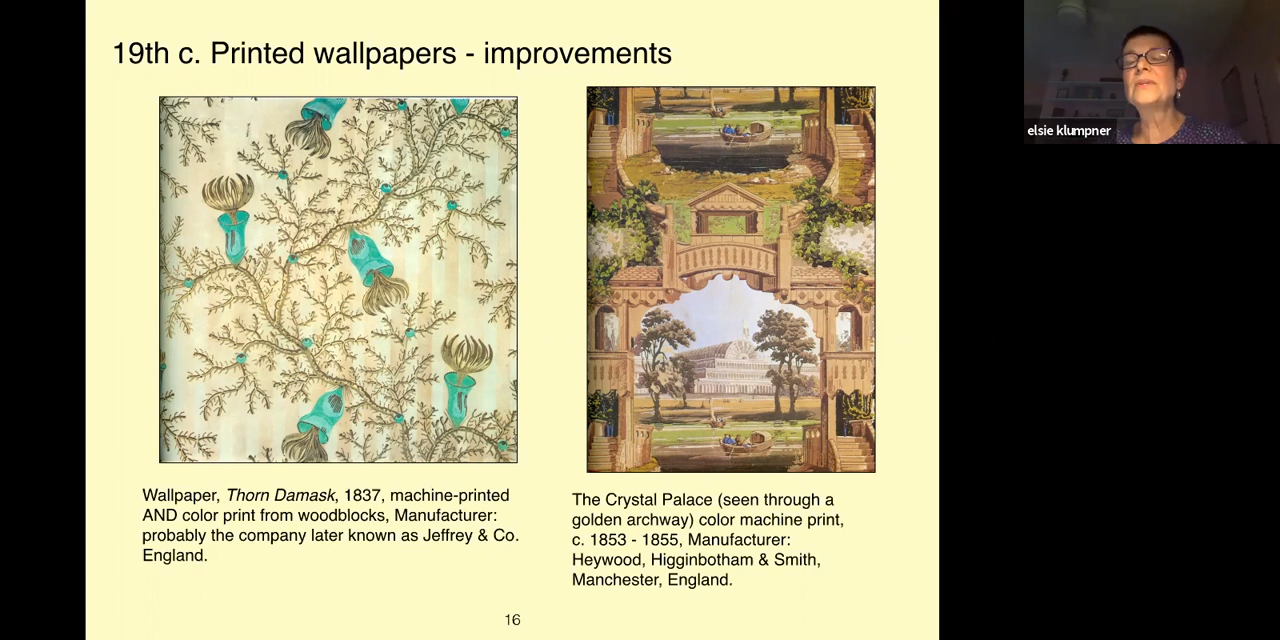 19th c. Printed wallpapers - improvements
elsie klumpner
Wallpaper, Thorn Damask, 1837, machine-printed
AND color print from woodblocks, Manufacturer:
probably the company later known as Jeffrey & Co.
England.
The Crystal Palace (seen through a
golden archway) color machine print,
c. 1853 - 1855, Manufacturer:
Heywood, Higginbotham & Smith,
Manchester, England.
16